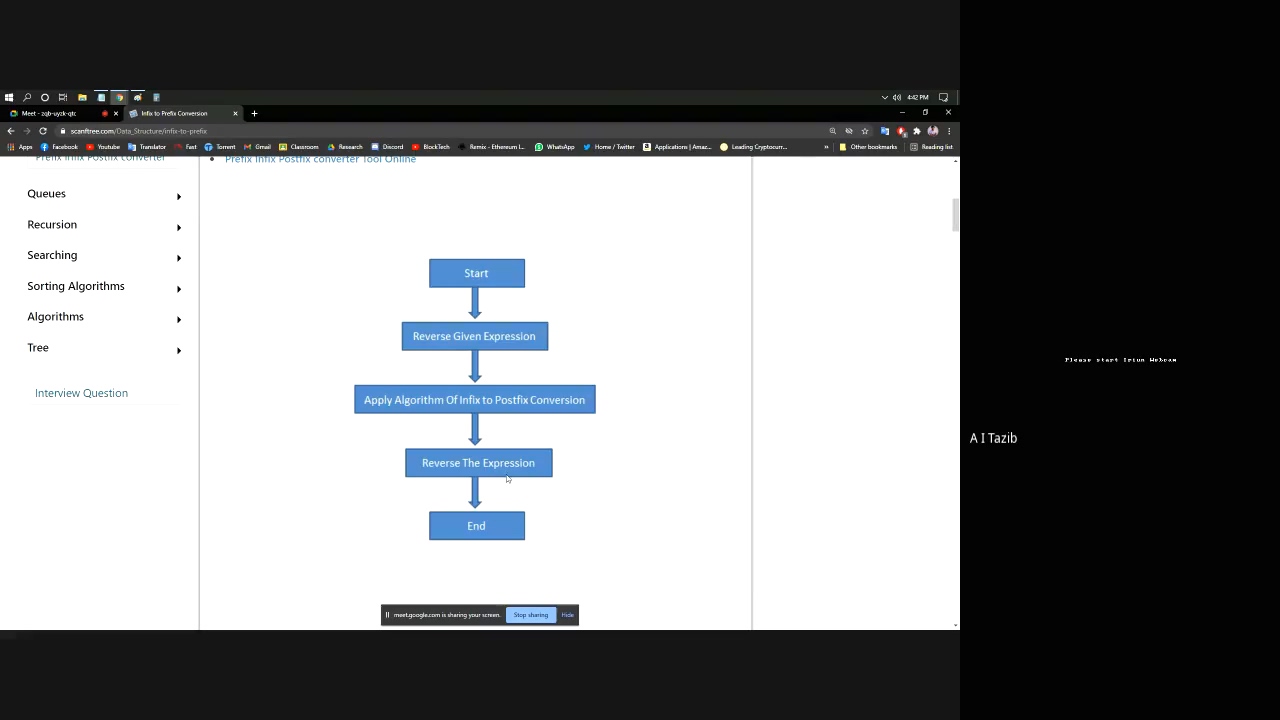 4:42 PM
Meet - zqb-uyzk-qtc
Infix to Prefix Conversion
scanftree.com/Data_Structure/infix-to-prefix
Apps Facebook Youtube Translator Fast Torrent Gmail Classroom Research Discord BlockTech Remix - Ethereum I... WhatsApp Home / Twitter Applications | Amaz... Leading Cryptocurr... » Other bookmarks Reading list
Prefix Infix Postfix converter
Prefix Infix Postfix converter Tool Online
Queues
Recursion
Searching
Sorting Algorithms
Algorithms
Tree
Interview Question
Start
Reverse Given Expression
Apply Algorithm Of Infix to Postfix Conversion
Reverse The Expression
End
meet.google.com is sharing your screen. Stop sharing Hide
Please start Iriun Webcam
A I Tazib